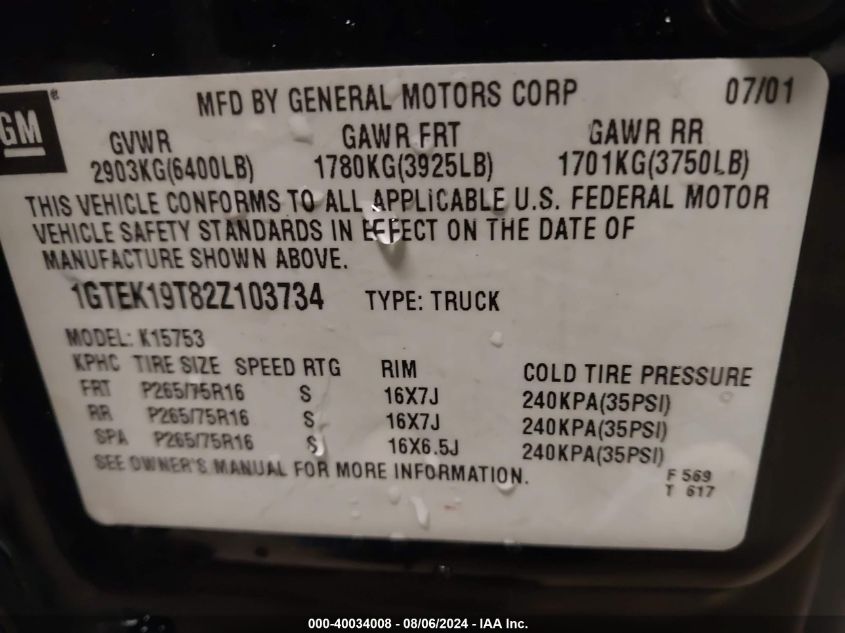 GM®
MFD BY GENERAL MOTORS CORP 07/01
GVWR GAWR FRT GAWR RR
2903KG(6400LB) 1780KG(3925LB) 1701KG(3750LB)
THIS VEHICLE CONFORMS TO ALL APPLICABLE U.S. FEDERAL MOTOR
VEHICLE SAFETY STANDARDS IN EFFECT ON THE DATE OF
MANUFACTURE SHOWN ABOVE.
1GTEK19T82Z103734 TYPE: TRUCK
MODEL: K15753
KPHC TIRE SIZE SPEED RTG RIM COLD TIRE PRESSURE
FRT P265/75R16 S 16X7J 240KPA(35PSI)
RR P265/75R16 S 16X7J 240KPA(35PSI)
SPA P265/75R16 S 16X6.5J 240KPA(35PSI)
SEE OWNER'S MANUAL FOR MORE INFORMATION.
F 569
T 617
000-40034008 - 08/06/2024 - IAA Inc.